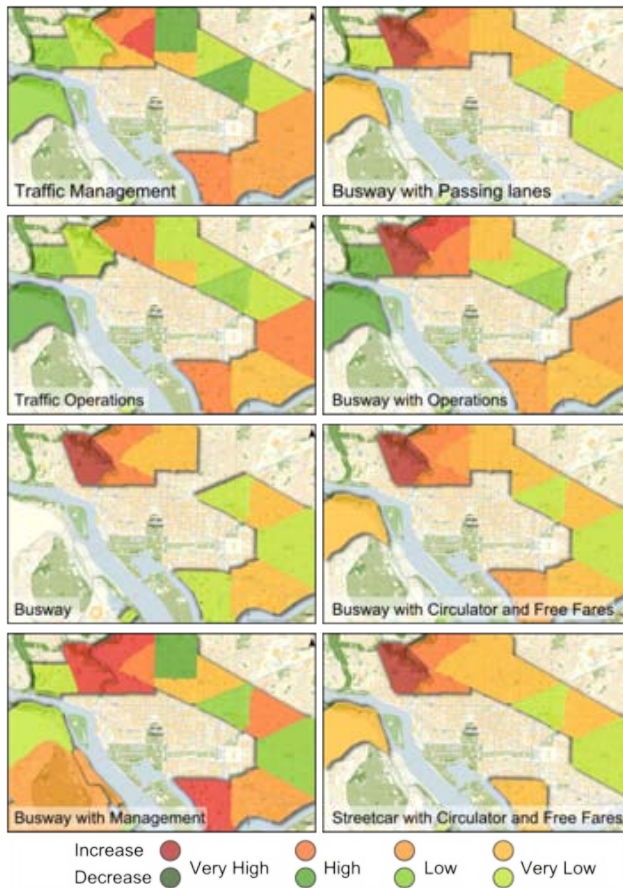 Traffic Management
Busway with Passing lanes
Traffic Operations
Busway with Operations
Busway
Busway with Circulator and Free Fares
Busway with Management
Streetcar with Circulator and Free Fares
Increase
Decrease
Very High
High
Low
Very Low